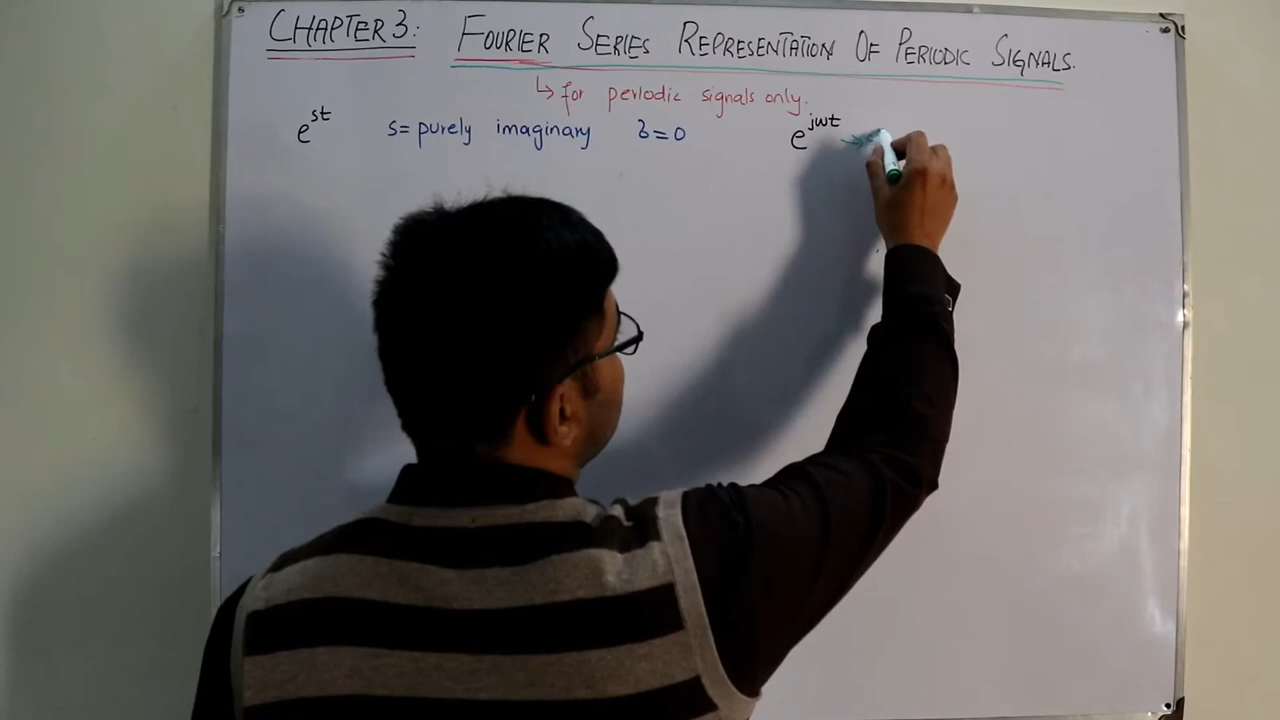 CHAPTER 3: FOURIER SERIES REPRESENTATION OF PERIODIC SIGNALS.
↳ for periodic signals only.
e^{st} s= purely imaginary = 0 e^{jωt} →